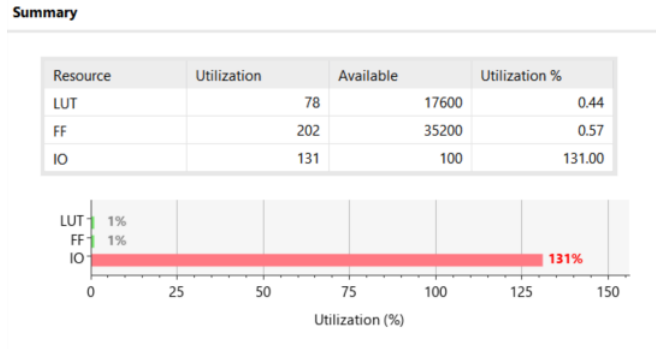 Summary
Resource Utilization Available Utilization %
LUT 78 17600 0.44
FF 202 35200 0.57
IO 131 100 131.00
LUT 1%
FF 1%
IO 131%
0 25 50 75 100 125 150
Utilization (%)